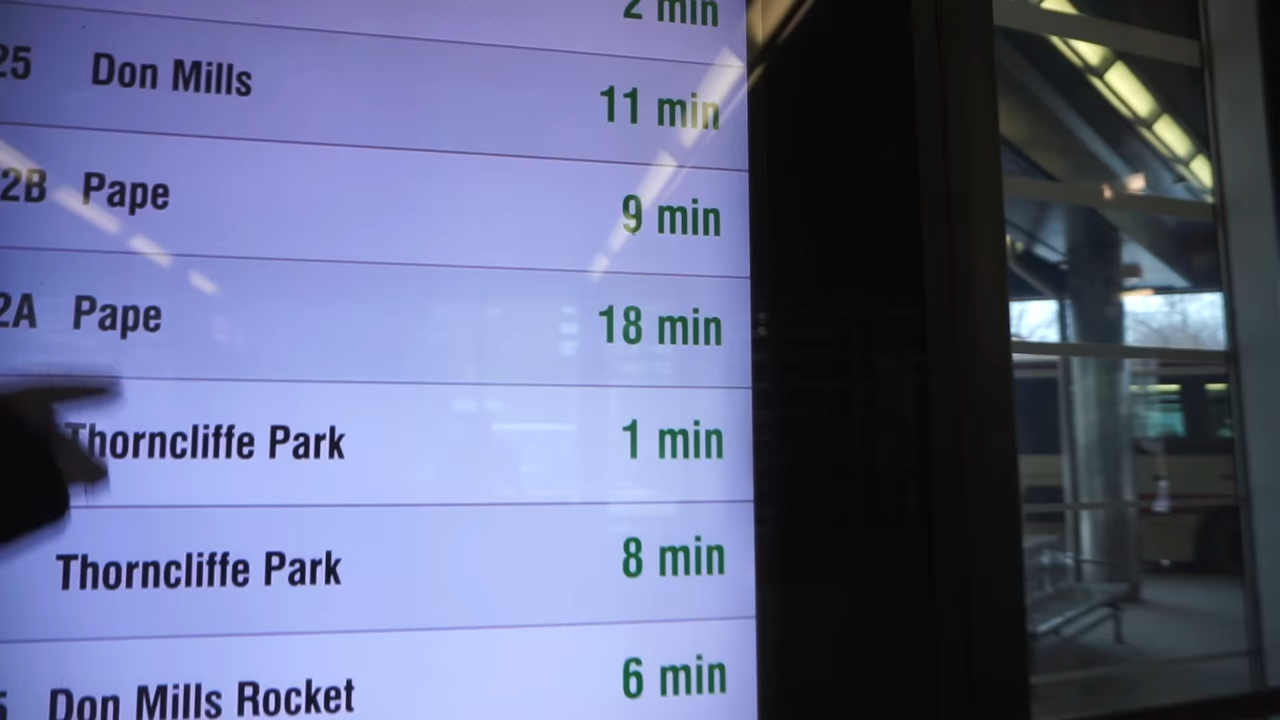 2 min
25 Don Mills 11 min
2B Pape 9 min
2A Pape 18 min
Thorncliffe Park 1 min
Thorncliffe Park 8 min
Don Mills Rocket 6 min